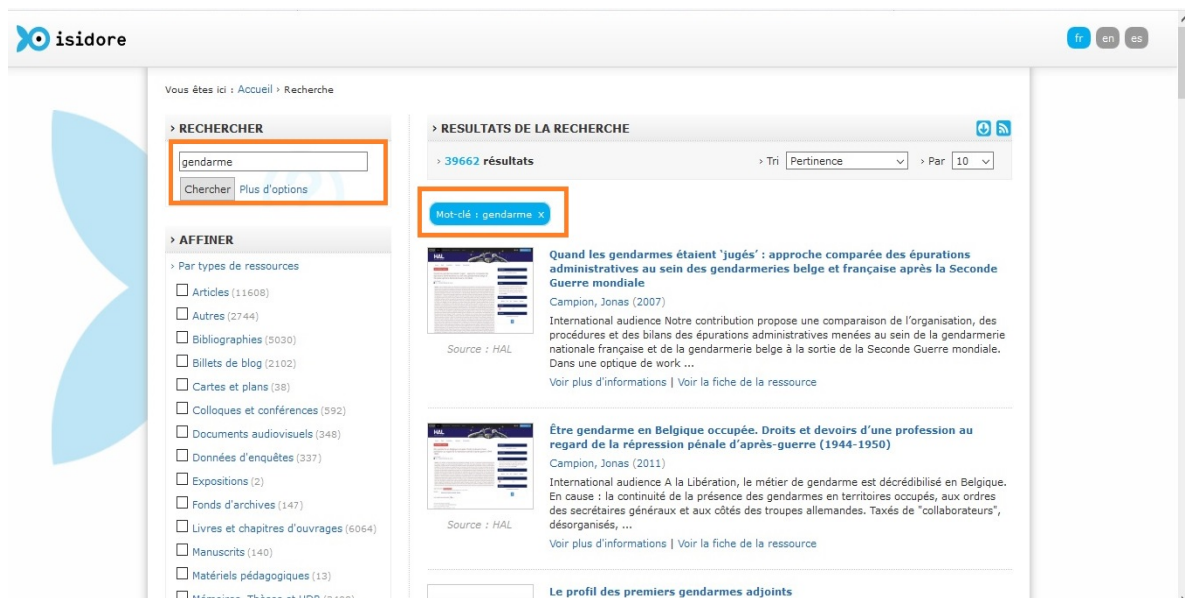 isidore
fr en es
Vous êtes ici : Accueil › Recherche
› RECHERCHER
gendarme
Chercher Plus d'options
› AFFINER
› Par types de ressources
Articles (11608)
Autres (2744)
Bibliographies (5030)
Billets de blog (2102)
Cartes et plans (38)
Colloques et conférences (592)
Documents audiovisuels (348)
Données d'enquêtes (337)
Expositions (2)
Fonds d'archives (147)
Livres et chapitres d'ouvrages (6064)
Manuscrits (140)
Matériels pédagogiques (13)
› RESULTATS DE LA RECHERCHE
› 39662 résultats › Tri Pertinence › Par 10
Mot-clé : gendarme x
Quand les gendarmes étaient ‘jugés’ : approche comparée des épurations
administratives au sein des gendarmeries belge et française après la Seconde
Guerre mondiale
Campion, Jonas (2007)
International audience Notre contribution propose une comparaison de l’organisation, des
procédures et des bilans des épurations administratives menées au sein de la gendarmerie
nationale française et de la gendarmerie belge à la sortie de la Seconde Guerre mondiale.
Dans une optique de work ...
Source : HAL
Voir plus d'informations | Voir la fiche de la ressource
Être gendarme en Belgique occupée. Droits et devoirs d’une profession au
regard de la répression pénale d’après-guerre (1944-1950)
Campion, Jonas (2011)
International audience A la Libération, le métier de gendarme est décrédibilisé en Belgique.
En cause : la continuité de la présence des gendarmes en territoires occupés, aux ordres
des secrétaires généraux et aux côtés des troupes allemandes. Taxés de "collaborateurs",
désorganisés, ...
Source : HAL
Voir plus d'informations | Voir la fiche de la ressource
Le profil des premiers gendarmes adjoints